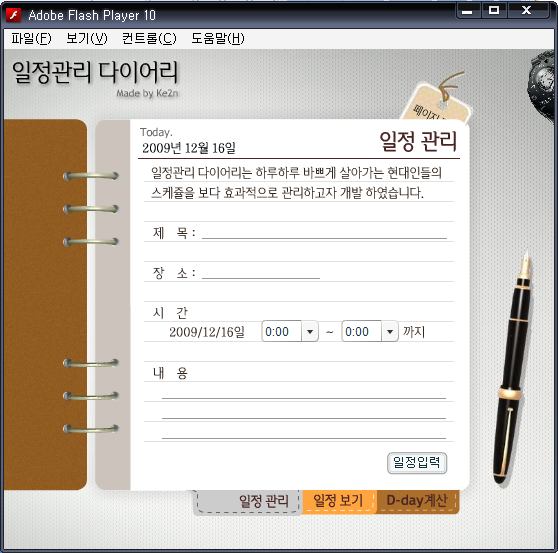 Adobe Flash Player 10
파일(F) 보기(V) 컨트롤(C) 도움말(H)
일정관리 다이어리
Made by Ke2n
페이지
Today.
2009년 12월 16일
일정 관리
일정관리 다이어리는 하루하루 바쁘게 살아가는 현대인들의
스케쥴을 보다 효과적으로 관리하고자 개발 하였습니다.
제 목 :
장 소 :
시 간
2009/12/16일 0:00 ~ 0:00 까지
내 용
일정입력
일정 관리 일정 보기 D-day계산